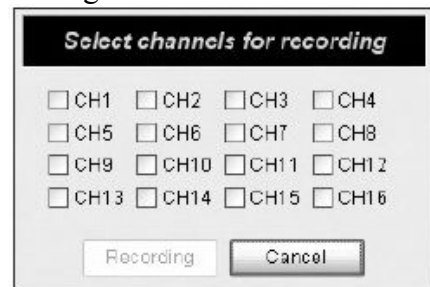 Select channels for recording
CH1 CH2 CH3 CH4
CH5 CH6 CH7 CH8
CH9 CH10 CH11 CH12
CH13 CH14 CH15 CH16
Recording Cancel